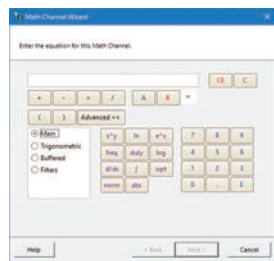 Math Channel Wizard
Enter the equation for this Math Channel.
CE C
+ - × / A B
( ) Advanced <<
Main
Trigonometric
Buffered
Filters
x^y ln e^x
freq duty log
d/dx ∫ sqrt
norm abs
7 8 9
4 5 6
1 2 3
0 . E
Help < Back Next > Cancel